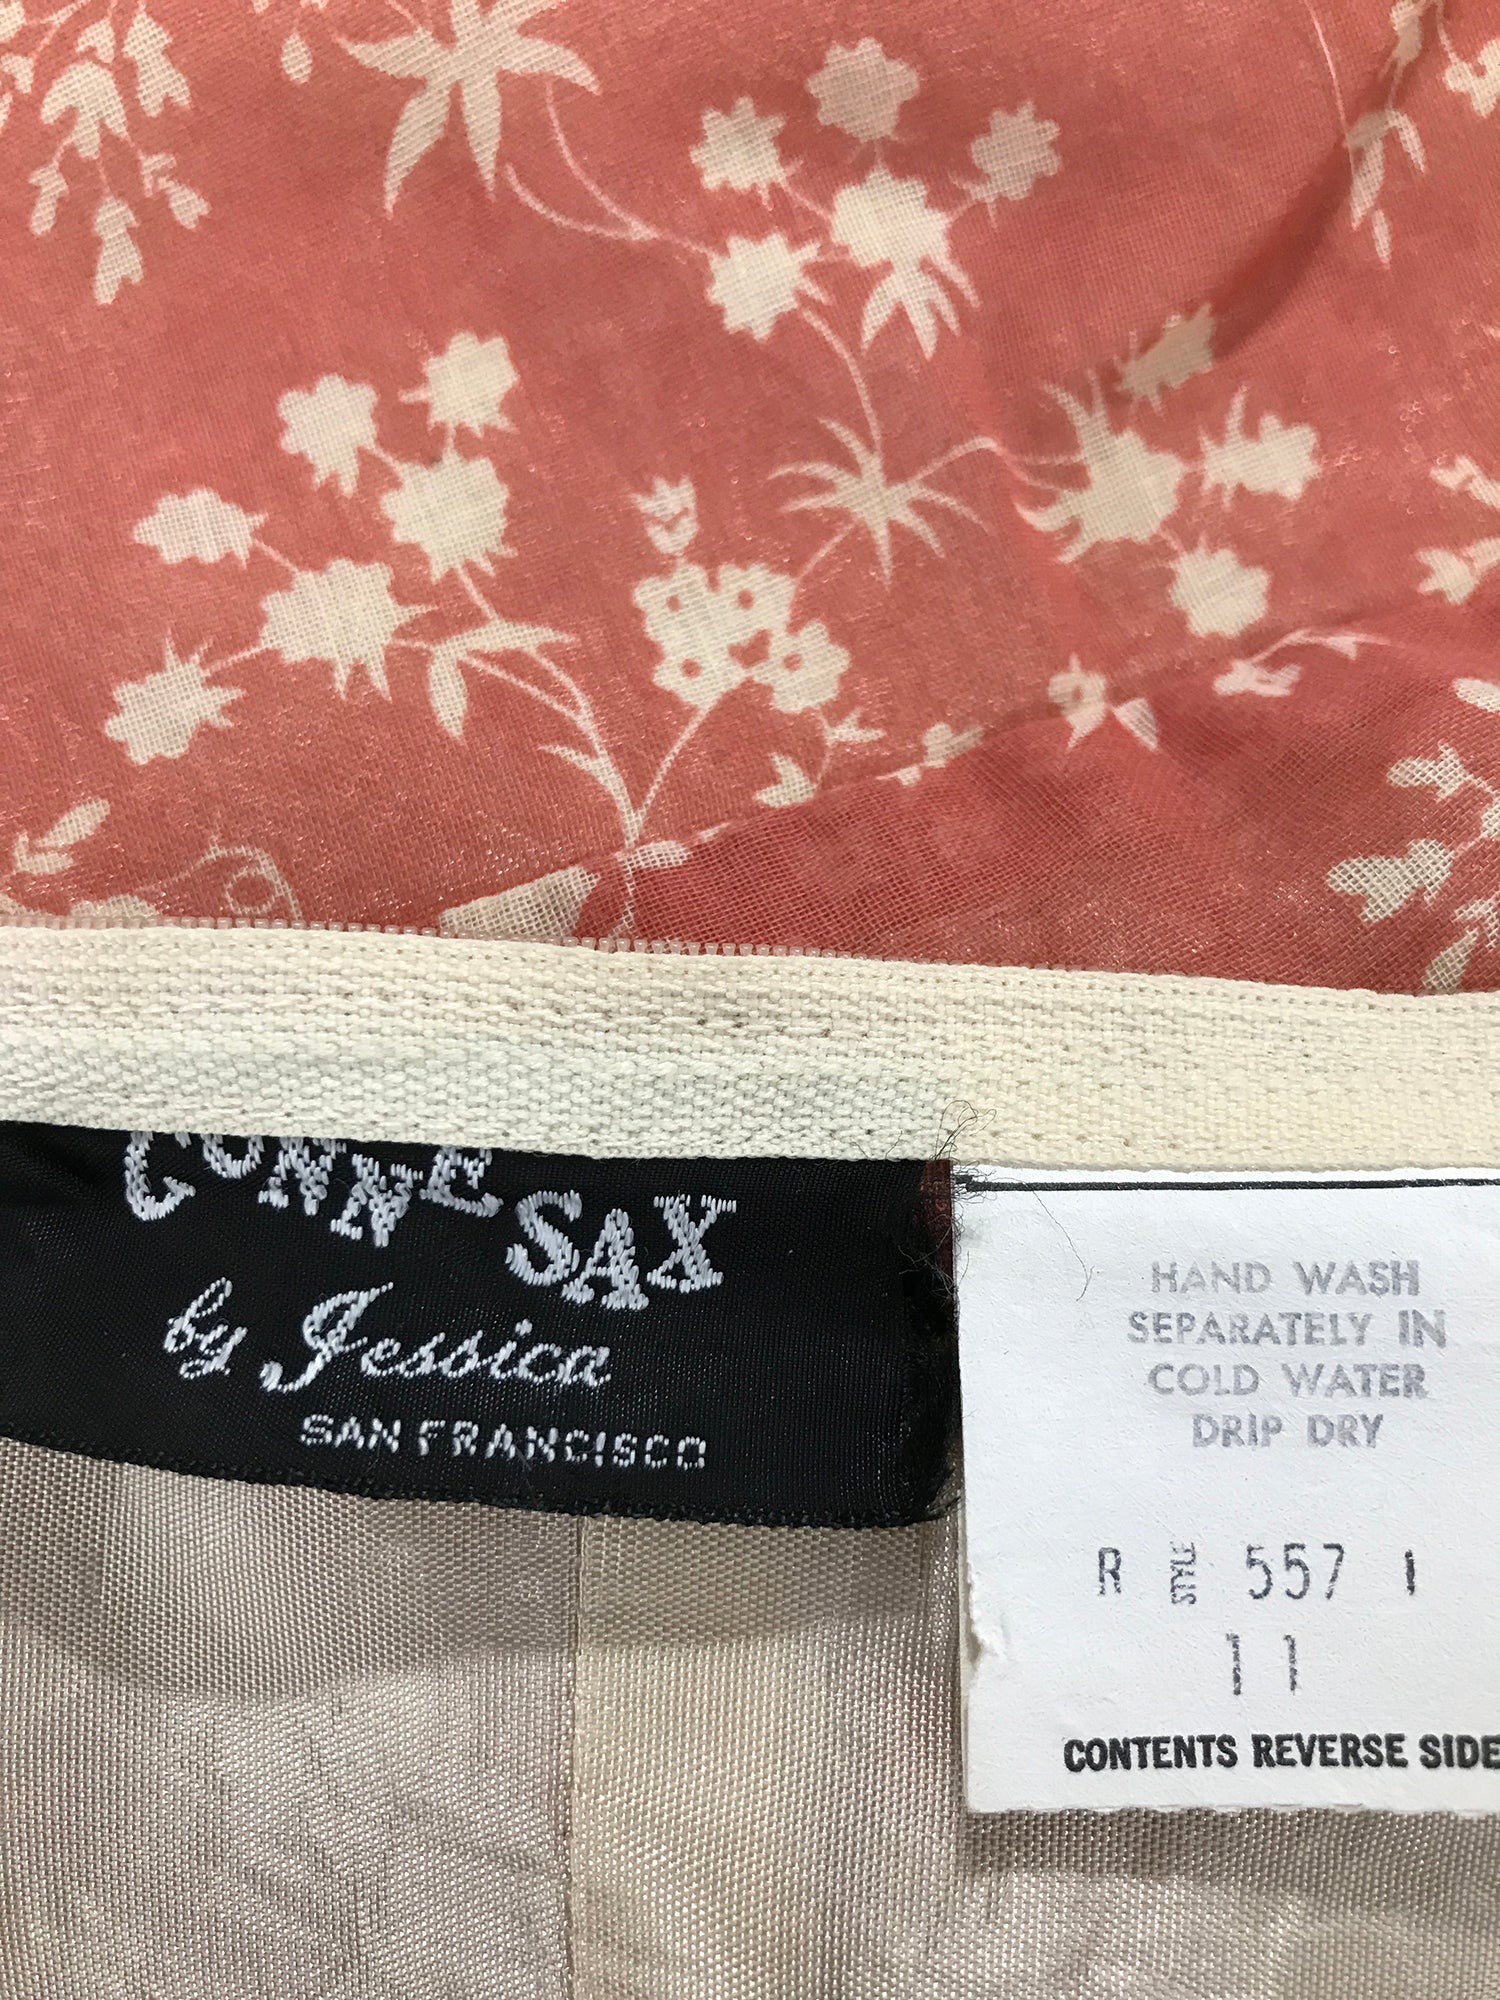 CONNIE SAX
by Jessica
SAN FRANCISCO
HAND WASH
SEPARATELY IN
COLD WATER
DRIP DRY
R STYLE 557 1
11
CONTENTS REVERSE SIDE